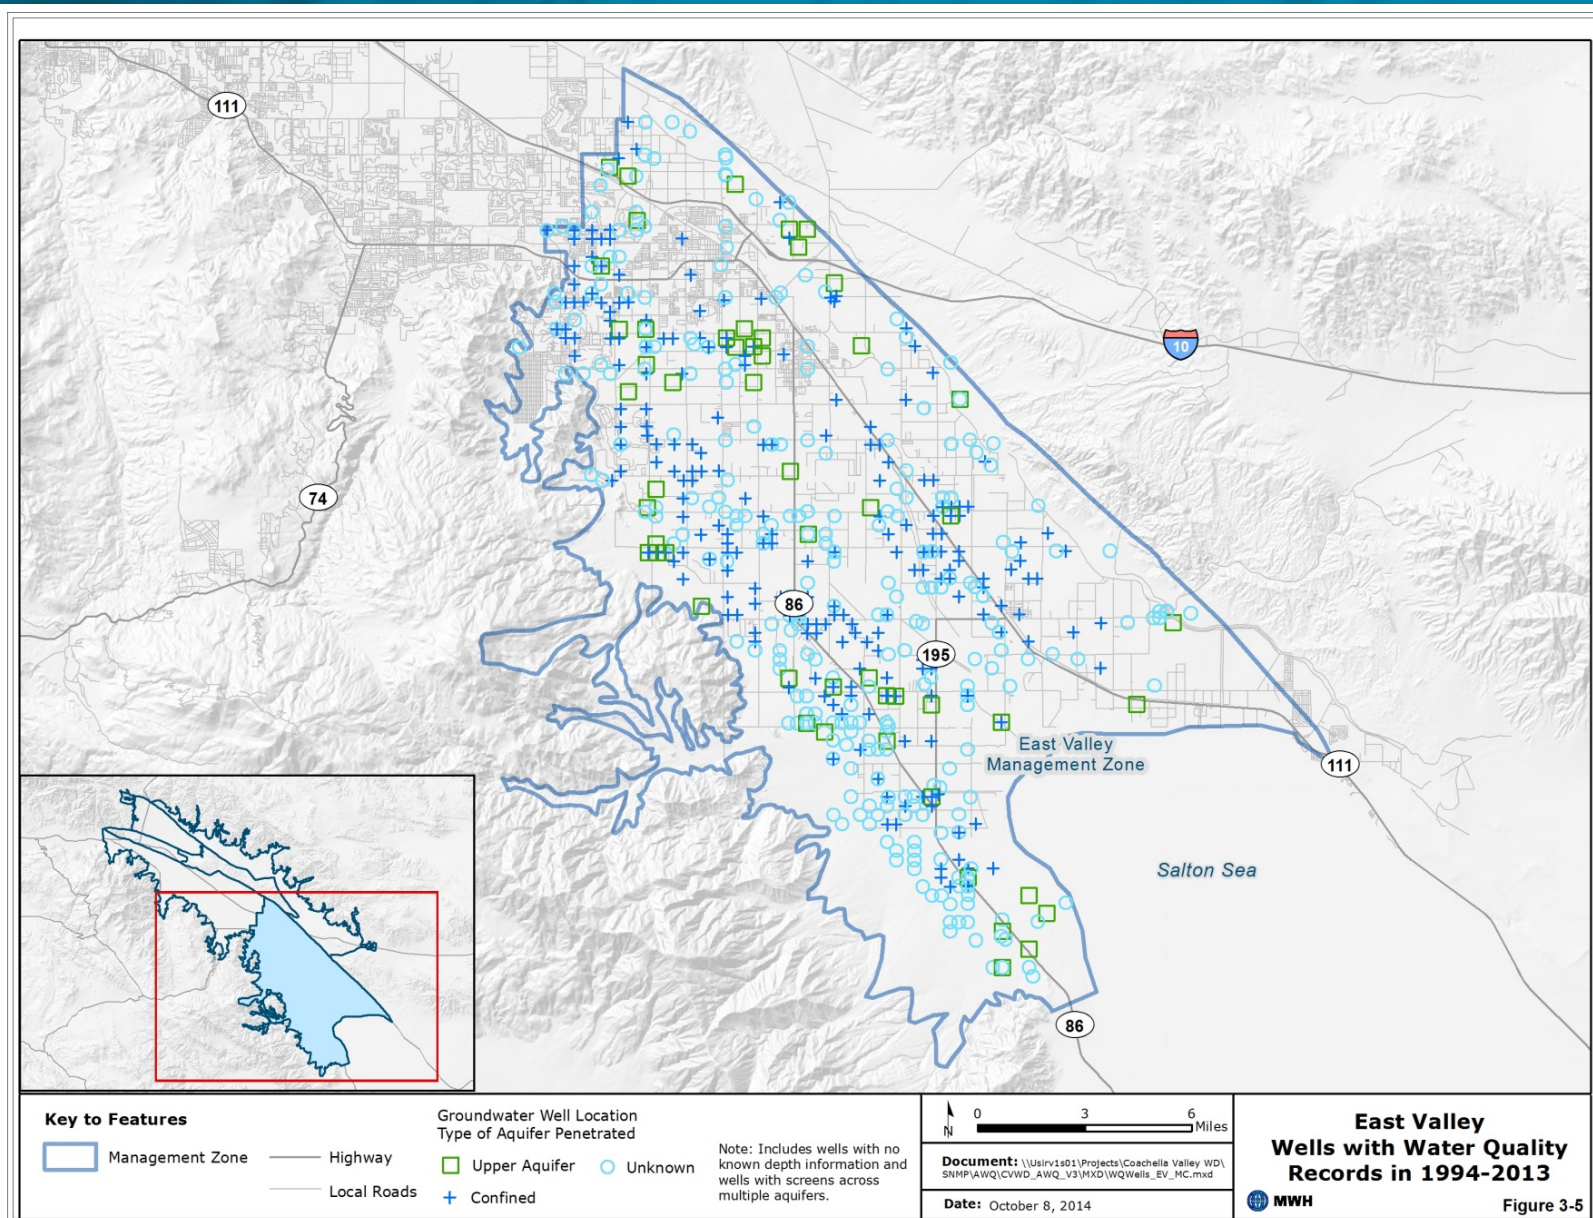 111
10
74
86
195
East Valley
Management Zone
111
Salton Sea
86
Key to Features
Management Zone
Highway
Local Roads
Groundwater Well Location
Type of Aquifer Penetrated
Upper Aquifer
Unknown
Confined
Note: Includes wells with no
known depth information and
wells with screens across
multiple aquifers.
N
0 3 6
Miles
Document: \\Usirv1s01\Projects\Coachella Valley WD\
SNMP\AWQ\CVWD_AWQ_V3\MXD\WQWells_EV_MC.mxd
Date: October 8, 2014
East Valley
Wells with Water Quality
Records in 1994-2013
MWH
Figure 3-5